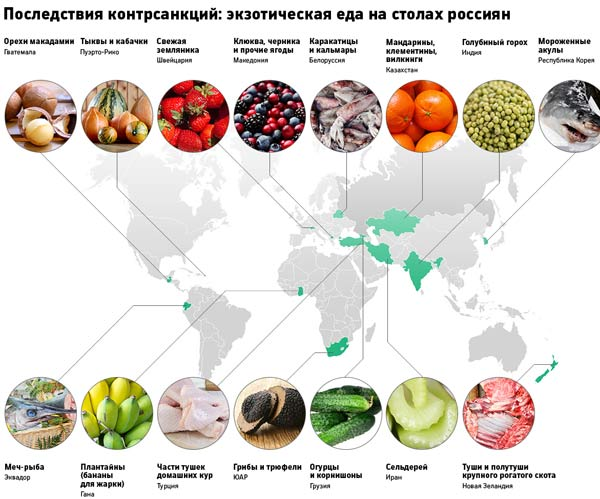 Последствия контрсанкций: экзотическая еда на столах россиян
Орехи макадамии
Гватемала
Тыквы и кабачки
Пуэрто-Рико
Свежая
земляника
Швейцария
Клюква, черника
и прочие ягоды
Македония
Каракатицы
и кальмары
Белоруссия
Мандарины,
клементины,
вилкинги
Казахстан
Голубиный горох
Индия
Мороженные
акулы
Республика Корея
Меч-рыба
Эквадор
Плантайны
(бананы
для жарки)
Гана
Части тушек
домашних кур
Турция
Грибы и трюфели
ЮАР
Огурцы
и корнишоны
Грузия
Сельдерей
Иран
Туши и полутуши
крупного рогатого скота
Новая Зеландия